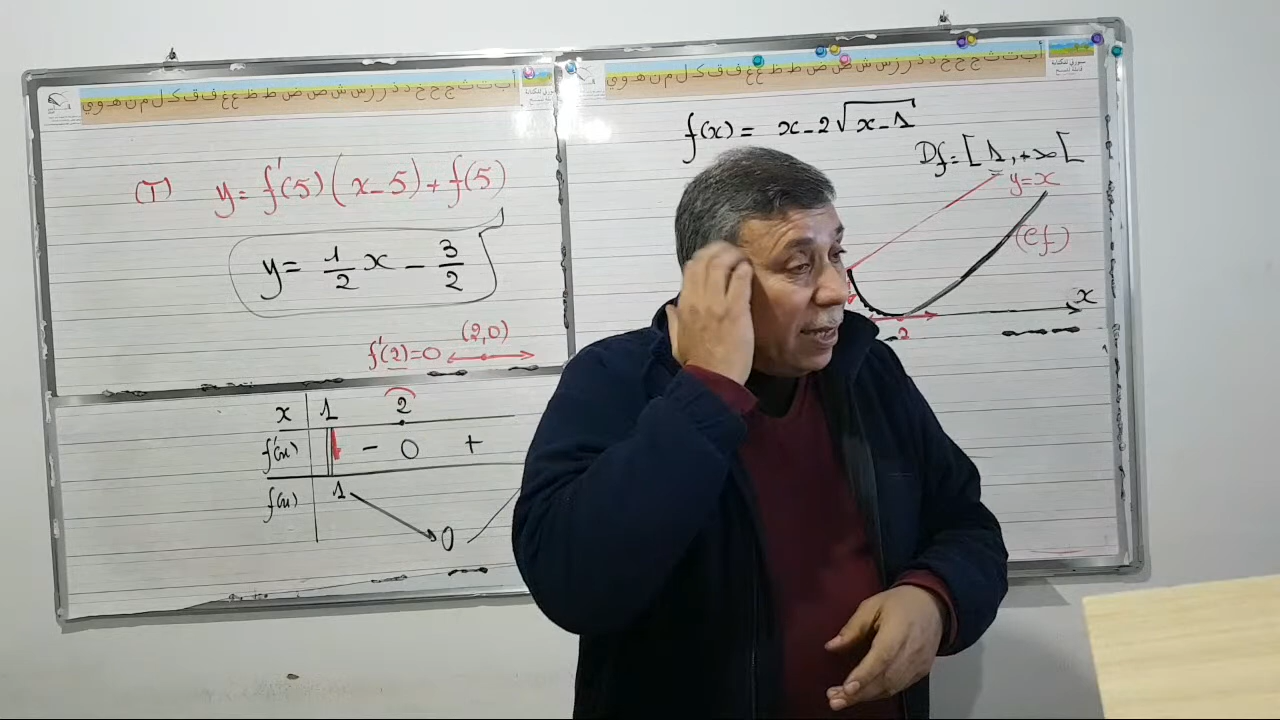 أ ب ت ث ج ح خ د ذ ر ز س ش ص ض ط ظ ع غ ف ق ك ل م ن ه و ي
أ ب ت ث ج ح خ د ذ ر ز س ش ص ض ط ظ ع غ ف ق ك ل م ن ه و ي
(T) y = f'(5)(x-5)+f(5)
y = 1/2 x - 3/2
f'(2)=0 (2,0)
x 1 2
f'(x) - 0 +
f(x) 1 0
f(x) = x-2√(x-1)
Df = [1,+∞[
y=x
(Cf)
x
2